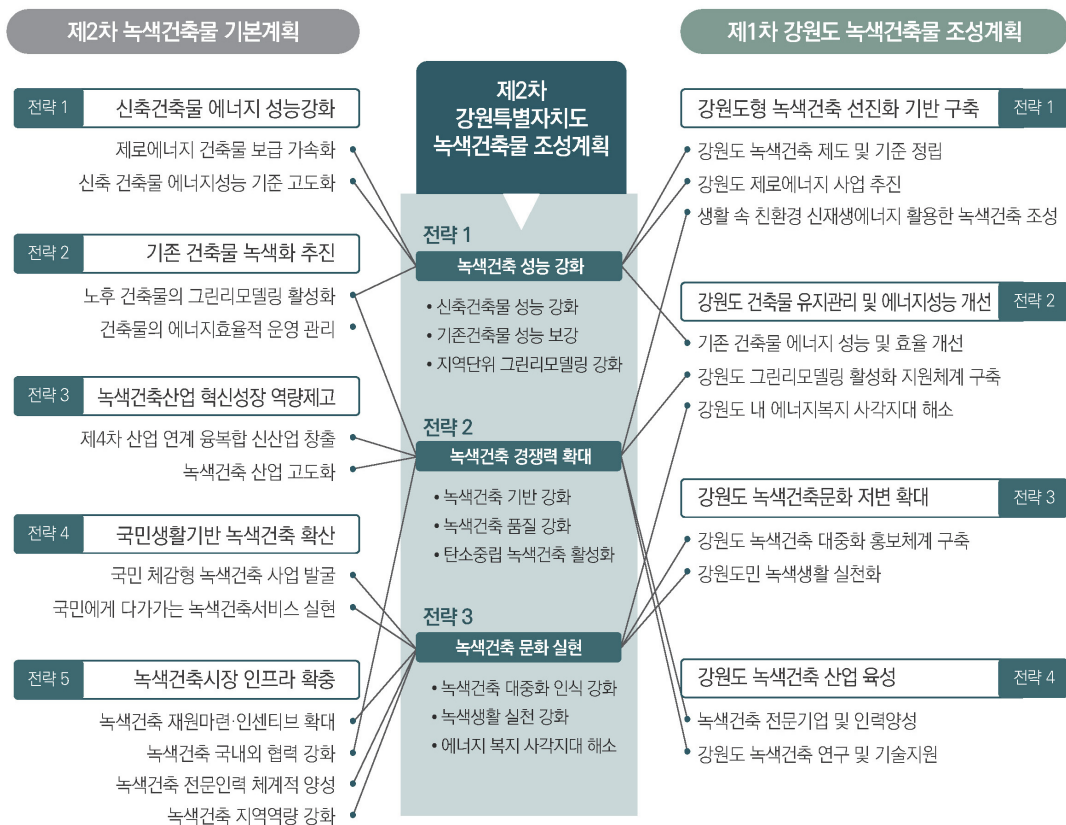 제2차 녹색건축물 기본계획
전략 1
신축건축물 에너지 성능강화
제로에너지 건축물 보급 가속화
신축 건축물 에너지성능 기준 고도화
전략 2
기존 건축물 녹색화 추진
노후 건축물의 그린리모델링 활성화
건축물의 에너지효율적 운영 관리
전략 3
녹색건축산업 혁신성장 역량제고
제4차 산업 연계 융복합 신산업 창출
녹색건축 산업 고도화
전략 4
국민생활기반 녹색건축 확산
국민 체감형 녹색건축 사업 발굴
국민에게 다가가는 녹색건축서비스 실현
전략 5
녹색건축시장 인프라 확충
녹색건축 재원마련·인센티브 확대
녹색건축 국내외 협력 강화
녹색건축 전문인력 체계적 양성
녹색건축 지역역량 강화
제2차
강원특별자치도
녹색건축물 조성계획
전략 1
녹색건축 성능 강화
• 신축건축물 성능 강화
• 기존건축물 성능 보강
• 지역단위 그린리모델링 강화
전략 2
녹색건축 경쟁력 확대
• 녹색건축 기반 강화
• 녹색건축 품질 강화
• 탄소중립 녹색건축 활성화
전략 3
녹색건축 문화 실현
• 녹색건축 대중화 인식 강화
• 녹색생활 실천 강화
• 에너지 복지 사각지대 해소
제1차 강원도 녹색건축물 조성계획
강원도형 녹색건축 선진화 기반 구축
전략 1
강원도 녹색건축 제도 및 기준 정립
강원도 제로에너지 사업 추진
생활 속 친환경 신재생에너지 활용한 녹색건축 조성
강원도 건축물 유지관리 및 에너지성능 개선
전략 2
기존 건축물 에너지 성능 및 효율 개선
강원도 그린리모델링 활성화 지원체계 구축
강원도 내 에너지복지 사각지대 해소
강원도 녹색건축문화 저변 확대
전략 3
강원도 녹색건축 대중화 홍보체계 구축
강원도민 녹색생활 실천화
강원도 녹색건축 산업 육성
전략 4
녹색건축 전문기업 및 인력양성
강원도 녹색건축 연구 및 기술지원